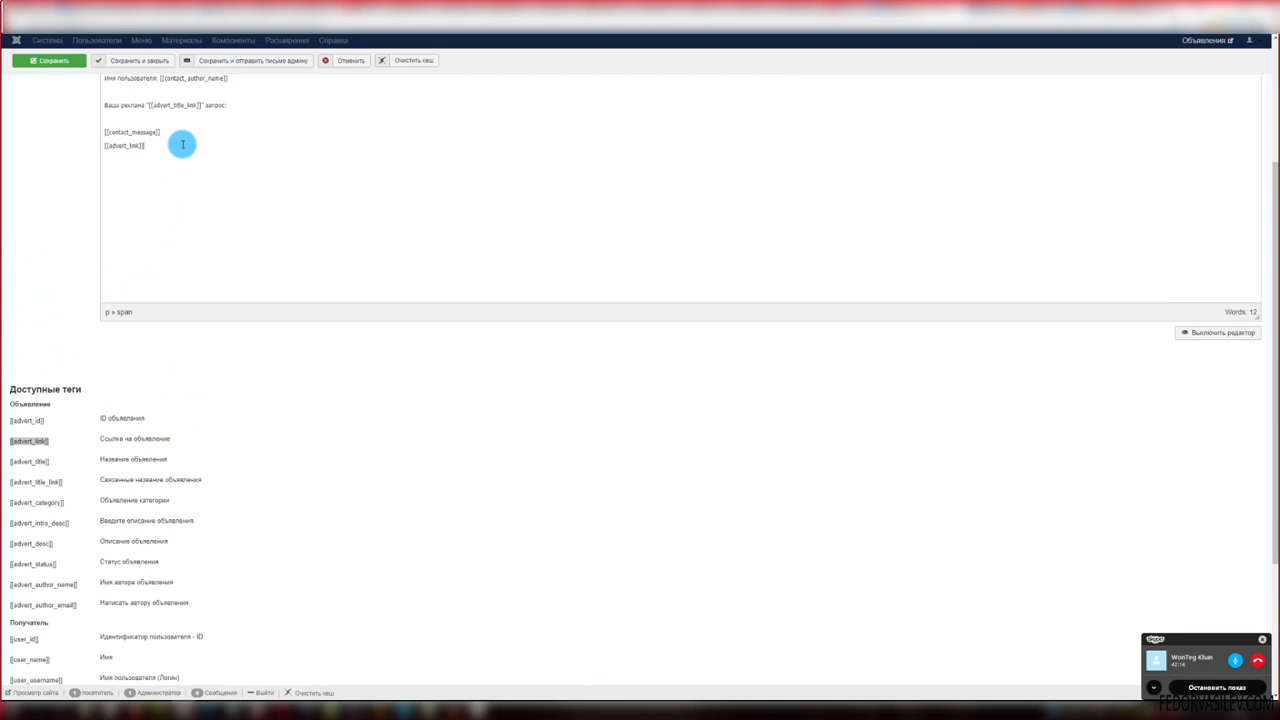 Система Пользователи Меню Материалы Компоненты Расширения Справка Объявления
Сохранить Сохранить и закрыть Сохранить и отправить письмо админу Отменить Очистить кэш
Имя пользователя: [[contact_author_name]]
Ваша реклама "[[advert_title_link]]" запрос:
[[contact_message]]
[[advert_link]]
p » span Words: 12
Выключить редактор
Доступные теги
Объявление
[[advert_id]] ID объявления
[[advert_link]] Ссылка на объявление
[[advert_title]] Название объявления
[[advert_title_link]] Связанные название объявления
[[advert_category]] Объявление категории
[[advert_intro_desc]] Введите описание объявления
[[advert_desc]] Описание объявления
[[advert_status]] Статус объявления
[[advert_author_name]] Имя автора объявления
[[advert_author_email]] Написать автору объявления
Получатель
[[user_id]] Идентификатор пользователя - ID
[[user_name]] Имя
[[user_username]] Имя пользователя (Логин)
skype
WonTeg Khan
42:14
Остановить показ
Просмотр сайта 1 посетитель 1 Администратор Сообщения Выйти Очистить кэш
FEDORVASILEV.COM